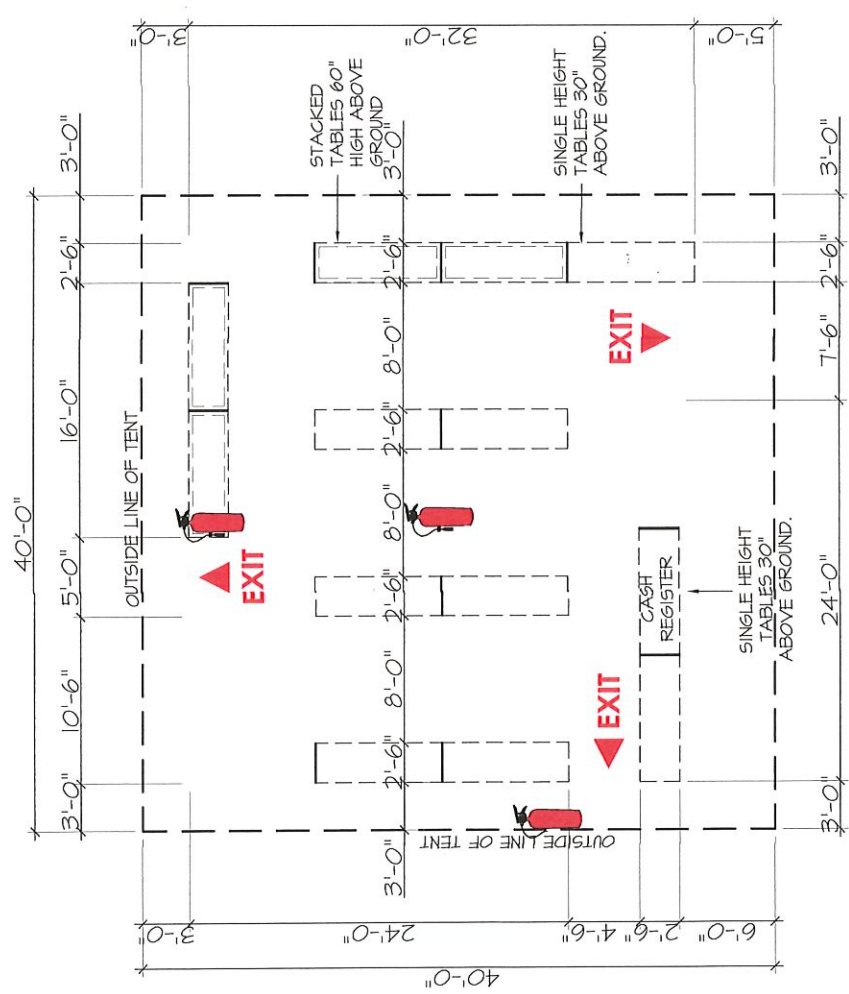 40'-0"
3'-0"
10'-6"
5'-0"
16'-0"
2'-6"
3'-0"
OUTSIDE LINE OF TENT
3'-0"
32'-0"
5'-0"
STACKED
TABLES 60"
HIGH ABOVE
GROUND
EXIT
3'-0"
2'-6"
8'-0"
2'-6"
8'-0"
2'-6"
8'-0"
2'-6"
3'-0"
SINGLE HEIGHT
TABLES 30"
ABOVE GROUND.
EXIT
EXIT
OUTSIDE LINE OF TENT
CASH
REGISTER
SINGLE HEIGHT
TABLES 30"
ABOVE GROUND.
3'-0"
24'-0"
7'-6"
2'-6"
3'-0"
3'-0"
24'-0"
4'-6"
2'-6"
6'-0"
40'-0"